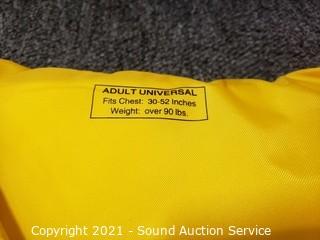 ADULT UNIVERSAL
Fits Chest: 30-52 Inches
Weight: over 90 lbs.
Copyright 2021 - Sound Auction Service